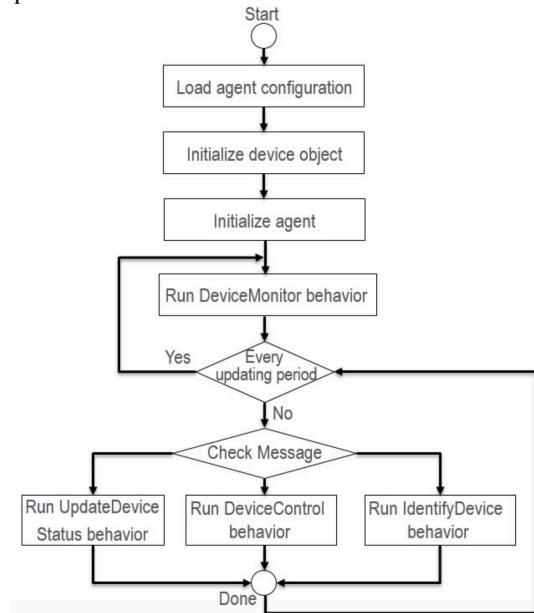 Start
Load agent configuration
Initialize device object
Initialize agent
Run DeviceMonitor behavior
Yes
Every
updating period
No
Check Message
Run UpdateDevice
Status behavior
Run DeviceControl
behavior
Run IdentifyDevice
behavior
Done